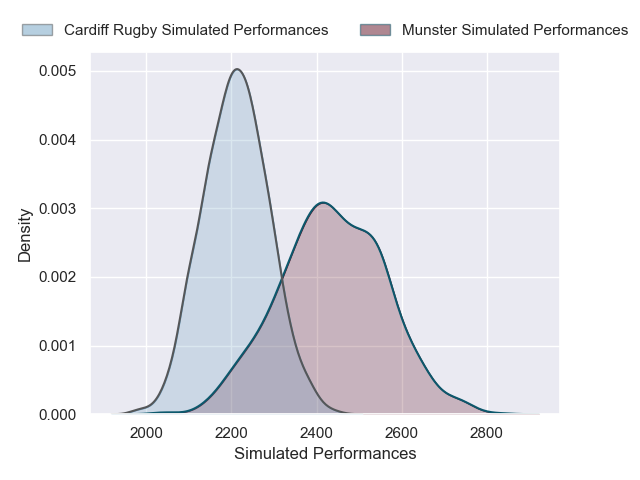 Cardiff Rugby Simulated Performances
Munster Simulated Performances
0.005
0.004
0.003
0.002
0.001
0.000
Density
2000
2200
2400
2600
2800
Simulated Performances